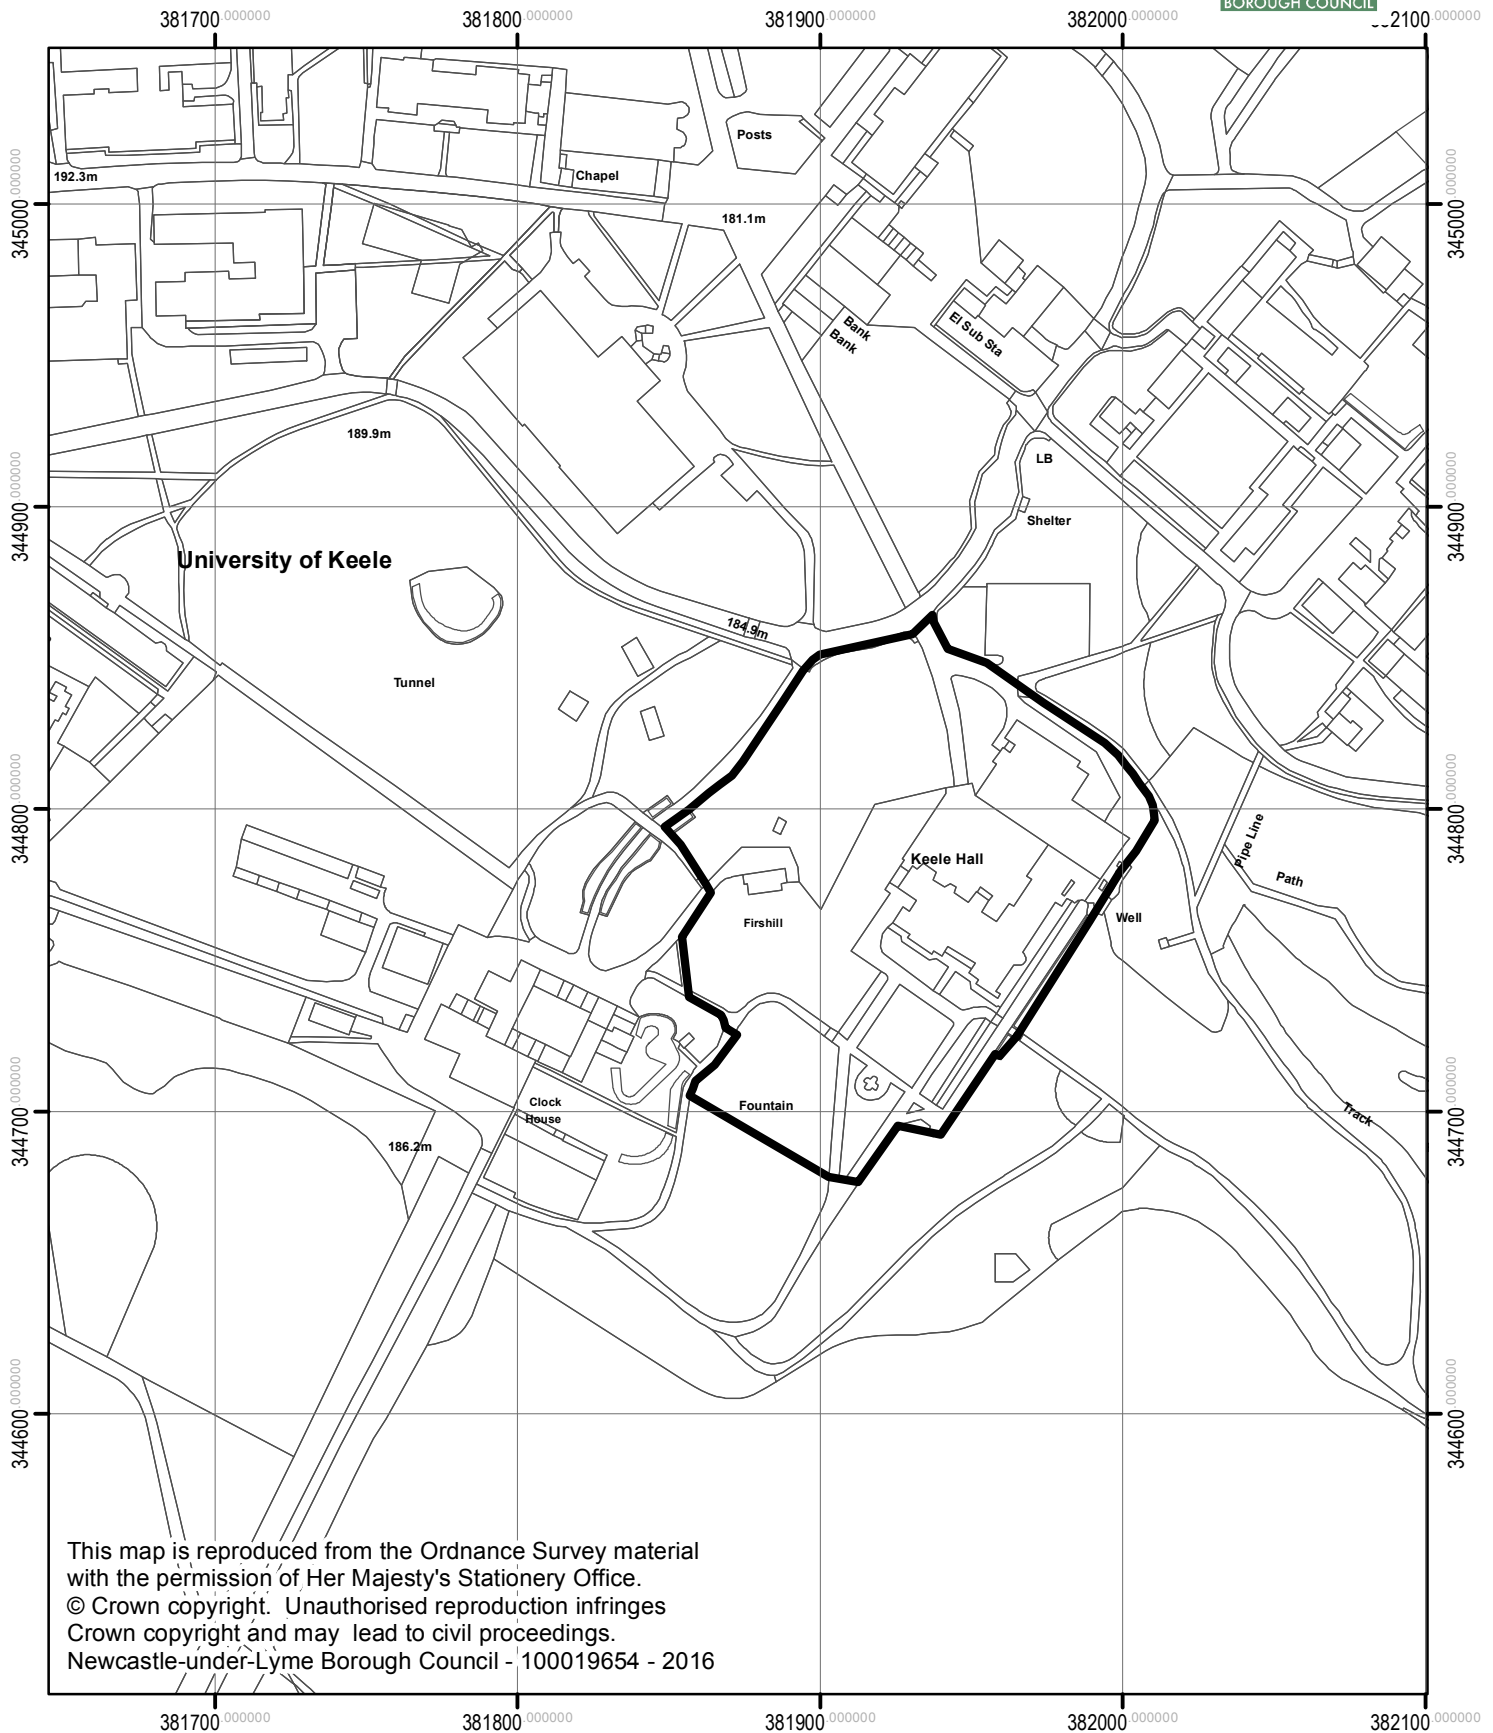 BOROUGH COUNCIL
381700.000000
381800.000000
381900.000000
382000.000000
382100.000000
345000.000000
345000.000000
344900.000000
344900.000000
344800.000000
344800.000000
344700.000000
344700.000000
344600.000000
344600.000000
Posts
192.3m
Chapel
181.1m
Bank
Bank
El Sub Sta
189.9m
LB
Shelter
University of Keele
184.9m
Tunnel
Keele Hall
Pipe Line
Path
Firshill
Well
Clock
House
Fountain
Track
186.2m
This map is reproduced from the Ordnance Survey material
with the permission of Her Majesty's Stationery Office.
© Crown copyright. Unauthorised reproduction infringes
Crown copyright and may lead to civil proceedings.
Newcastle-under-Lyme Borough Council - 100019654 - 2016
381700.000000
381800.000000
381900.000000
382000.000000
382100.000000